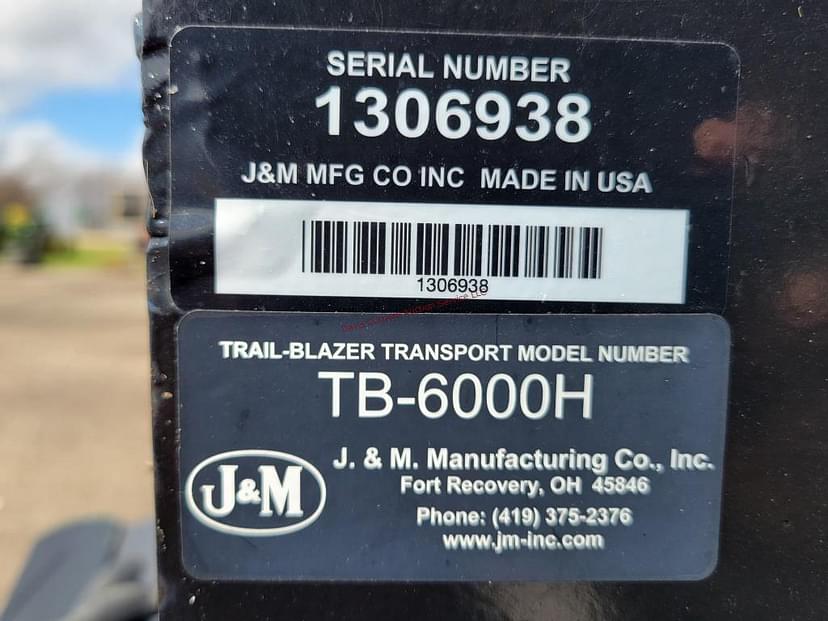 SERIAL NUMBER
1306938
J&M MFG CO INC MADE IN USA
1306938
TRAIL-BLAZER TRANSPORT MODEL NUMBER
TB-6000H
J&M
J. & M. Manufacturing Co., Inc.
Fort Recovery, OH 45846
Phone: (419) 375-2376
www.jm-inc.com